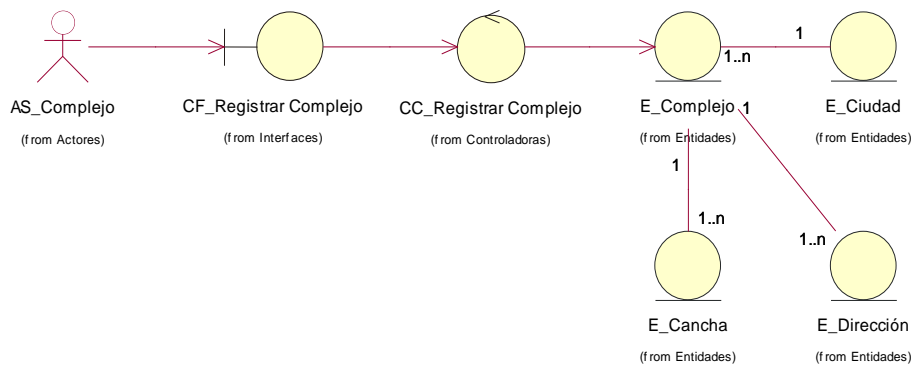 1
1..n
AS_Complejo
CF_Registrar Complejo
CC_Registrar Complejo
E_Complejo
1
E_Ciudad
(from Actores)
(from Interfaces)
(from Controladoras)
(from Entidades)
(from Entidades)
1
1..n
1..n
E_Cancha
E_Dirección
(from Entidades)
(from Entidades)